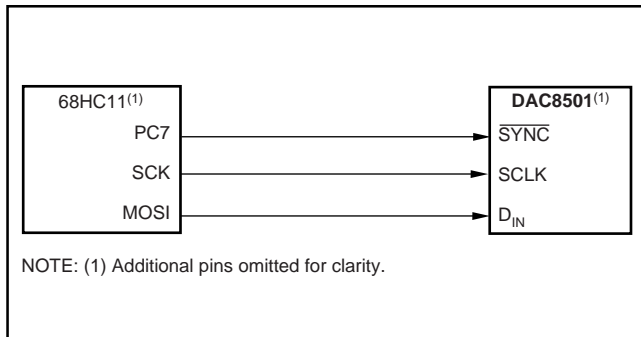 68HC11(1)
DAC8501(1)
PC7
SYNC
SCK
SCLK
MOSI
DIN
NOTE: (1) Additional pins omitted for clarity.